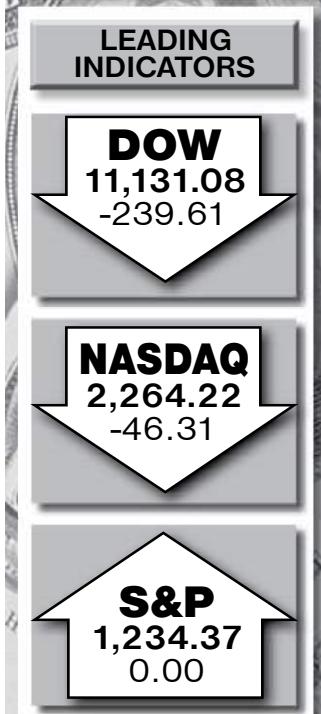 LEADING
INDICATORS
DOW
11,131.08
-239.61
NASDAQ
2,264.22
-46.31
S&P
1,234.37
0.00